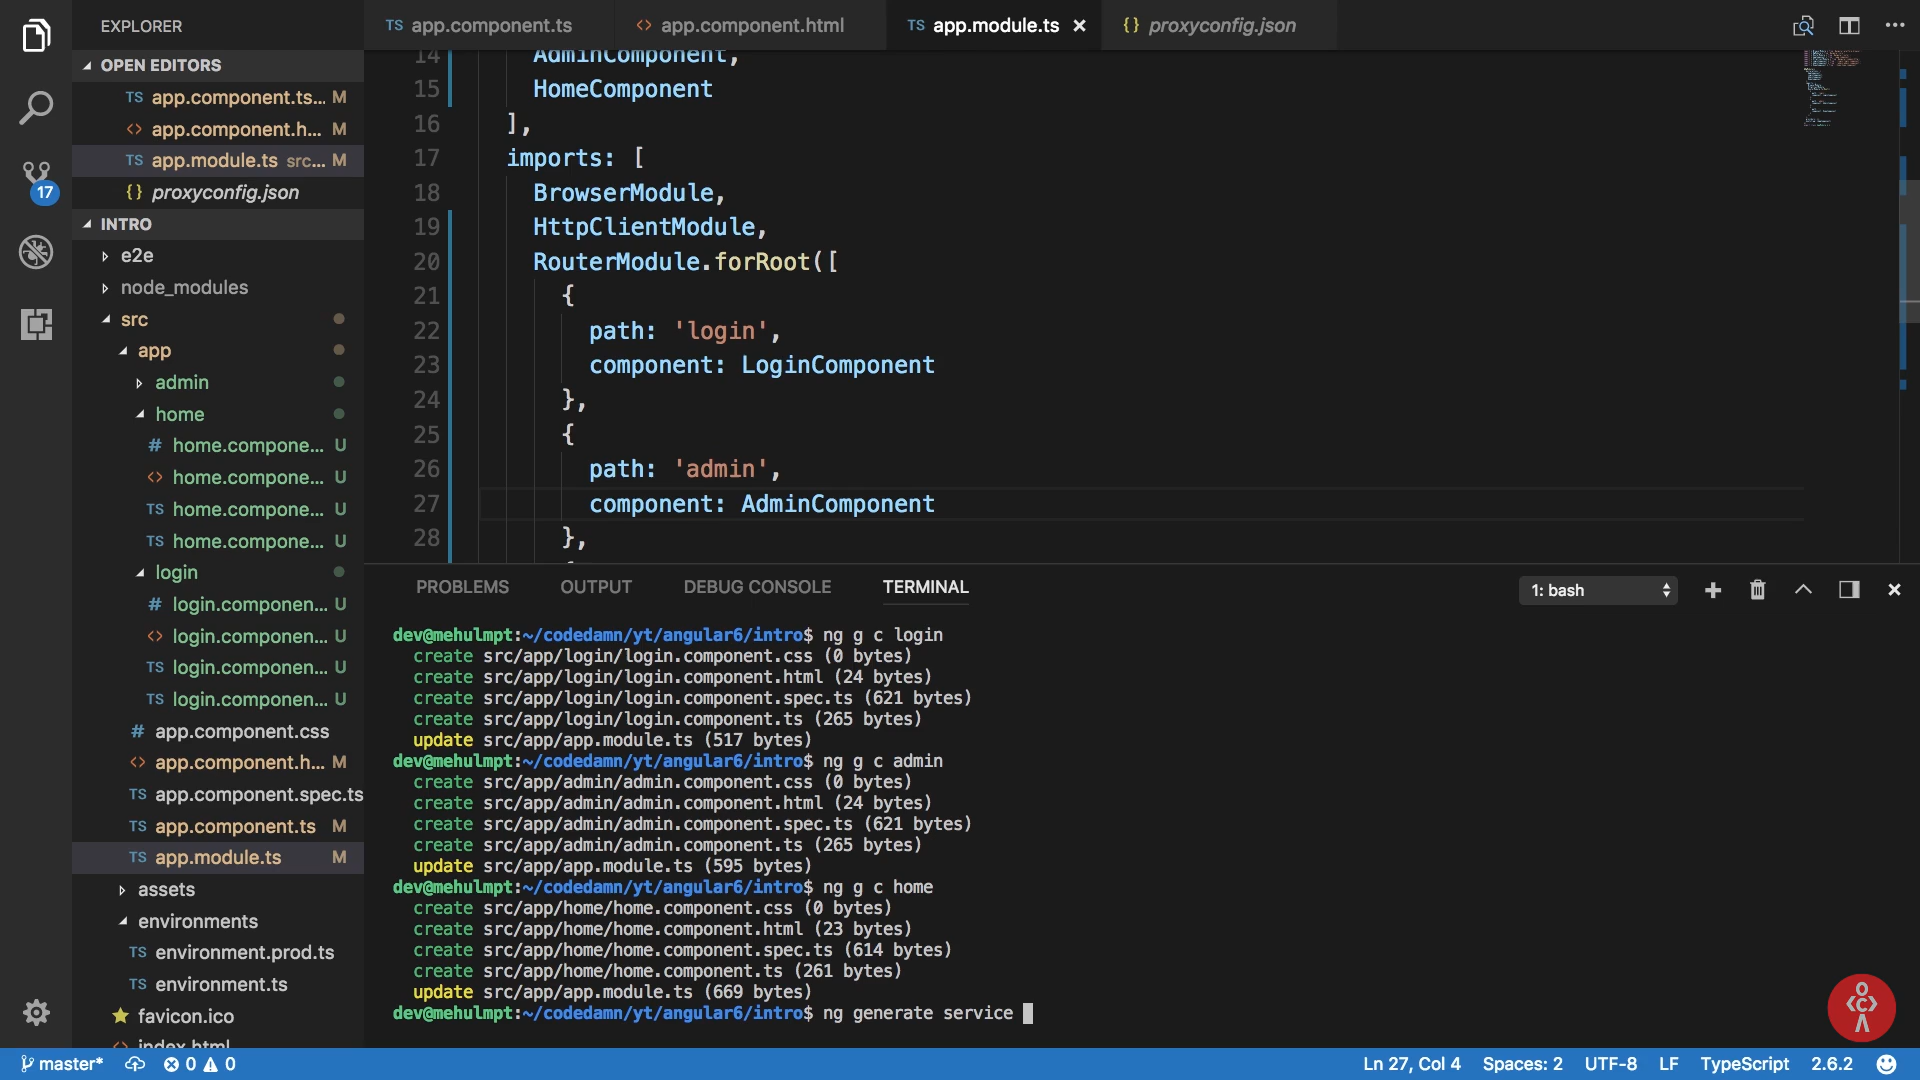 EXPLORER
OPEN EDITORS
TS app.component.ts... M
<> app.component.h... M
TS app.module.ts src... M
{} proxyconfig.json
17
INTRO
e2e
node_modules
src
app
admin
home
# home.compone... U
<> home.compone... U
TS home.compone... U
TS home.compone... U
login
# login.componen... U
<> login.componen... U
TS login.componen... U
TS login.componen... U
# app.component.css
<> app.component.h... M
TS app.component.spec.ts
TS app.component.ts M
TS app.module.ts M
assets
environments
TS environment.prod.ts
TS environment.ts
favicon.ico
<> index.html
TS app.component.ts
<> app.component.html
TS app.module.ts ×
{} proxyconfig.json
14 AdminComponent,
15 HomeComponent
16 ],
17 imports: [
18 BrowserModule,
19 HttpClientModule,
20 RouterModule.forRoot([
21 {
22 path: 'login',
23 component: LoginComponent
24 },
25 {
26 path: 'admin',
27 component: AdminComponent
28 },
PROBLEMS OUTPUT DEBUG CONSOLE TERMINAL
1: bash
dev@mehulmpt:~/codedamn/yt/angular6/intro$ ng g c login
create src/app/login/login.component.css (0 bytes)
create src/app/login/login.component.html (24 bytes)
create src/app/login/login.component.spec.ts (621 bytes)
create src/app/login/login.component.ts (265 bytes)
update src/app/app.module.ts (517 bytes)
dev@mehulmpt:~/codedamn/yt/angular6/intro$ ng g c admin
create src/app/admin/admin.component.css (0 bytes)
create src/app/admin/admin.component.html (24 bytes)
create src/app/admin/admin.component.spec.ts (621 bytes)
create src/app/admin/admin.component.ts (265 bytes)
update src/app/app.module.ts (595 bytes)
dev@mehulmpt:~/codedamn/yt/angular6/intro$ ng g c home
create src/app/home/home.component.css (0 bytes)
create src/app/home/home.component.html (23 bytes)
create src/app/home/home.component.spec.ts (614 bytes)
create src/app/home/home.component.ts (261 bytes)
update src/app/app.module.ts (669 bytes)
dev@mehulmpt:~/codedamn/yt/angular6/intro$ ng generate service
master* 0 0
Ln 27, Col 4 Spaces: 2 UTF-8 LF TypeScript 2.6.2